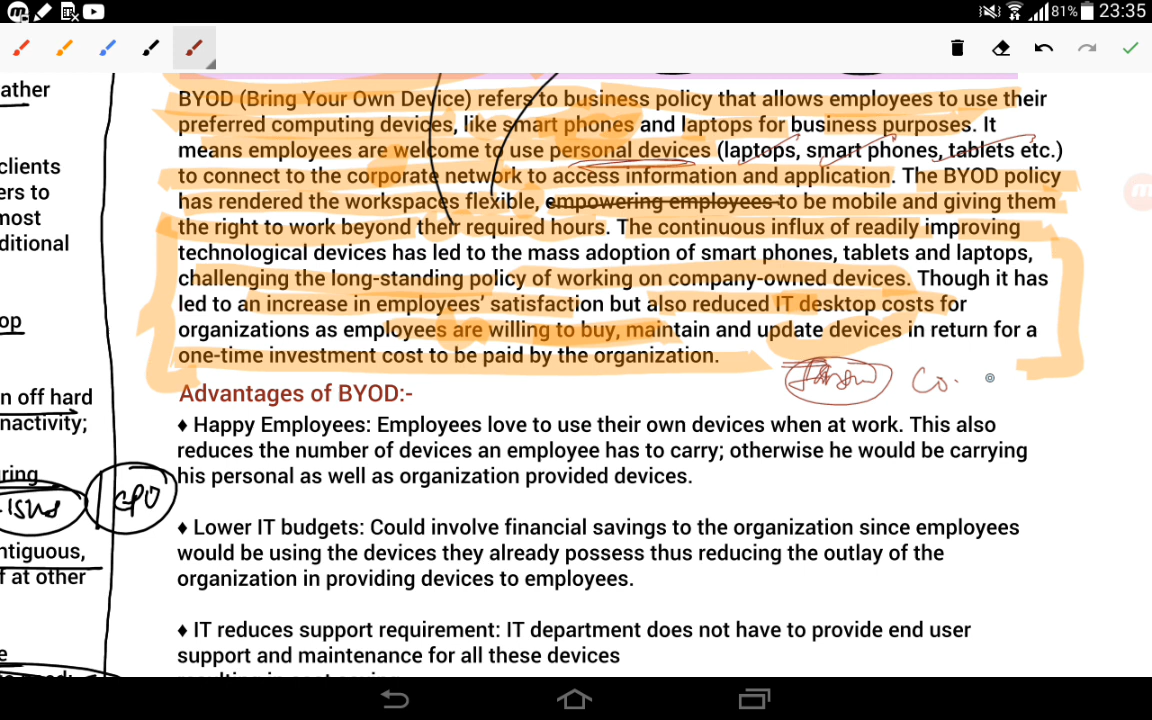 81% 23:35
ather
BYOD (Bring Your Own Device) refers to business policy that allows employees to use their
preferred computing devices, like smart phones and laptops for business purposes. It
means employees are welcome to use personal devices (laptops, smart phones, tablets etc.)
clients
to connect to the corporate network to access information and application. The BYOD policy
ers to
has rendered the workspaces flexible, empowering employees to be mobile and giving them
most
the right to work beyond their required hours. The continuous influx of readily improving
ditional
technological devices has led to the mass adoption of smart phones, tablets and laptops,
challenging the long-standing policy of working on company-owned devices. Though it has
led to an increase in employees' satisfaction but also reduced IT desktop costs for
op
organizations as employees are willing to buy, maintain and update devices in return for a
one-time investment cost to be paid by the organization.
Co.
Advantages of BYOD:-
n off hard
♦ Happy Employees: Employees love to use their own devices when at work. This also
nactivity;
reduces the number of devices an employee has to carry; otherwise he would be carrying
ring
his personal as well as organization provided devices.
CPU
♦ Lower IT budgets: Could involve financial savings to the organization since employees
ntiguous,
would be using the devices they already possess thus reducing the outlay of the
f at other
organization in providing devices to employees.
♦ IT reduces support requirement: IT department does not have to provide end user
e
support and maintenance for all these devices